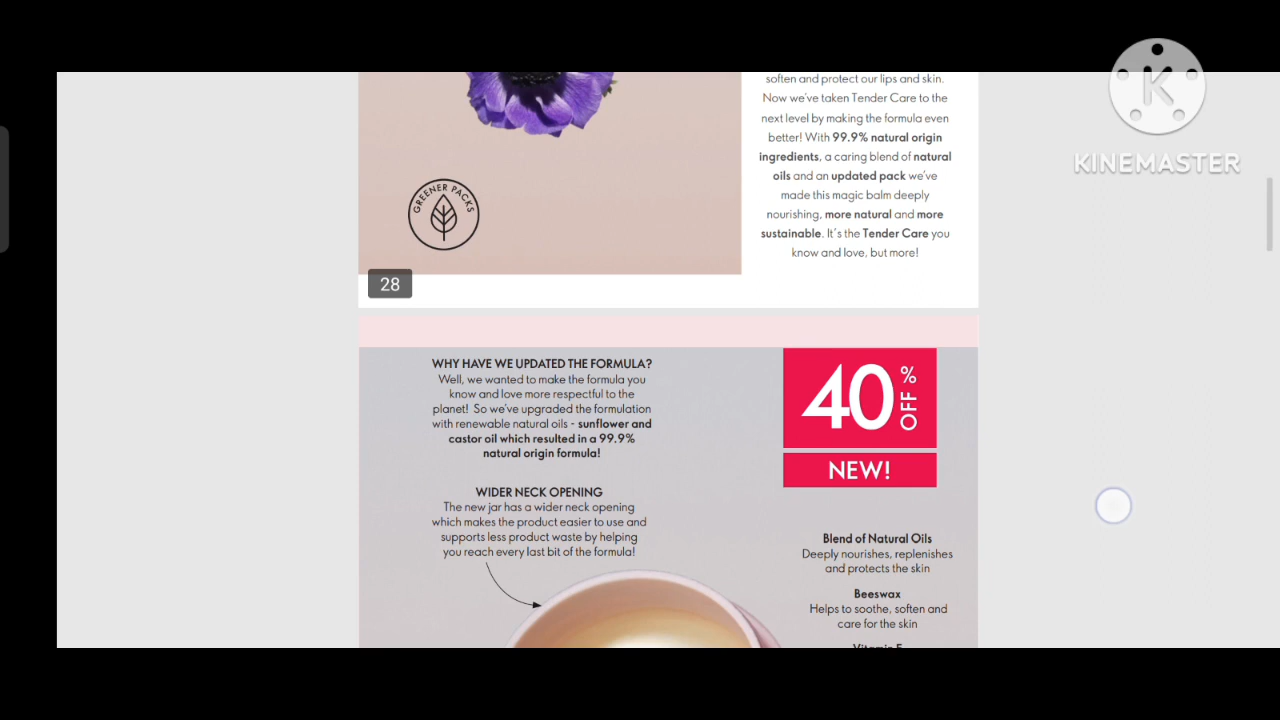 soften and protect our lips and skin.
Now we've taken Tender Care to the
next level by making the formula even
better! With 99.9% natural origin
ingredients, a caring blend of natural
oils and an updated pack we've
made this magic balm deeply
nourishing, more natural and more
sustainable. It's the Tender Care you
know and love, but more!
GREENER PACKS
28
KINEMASTER
WHY HAVE WE UPDATED THE FORMULA?
Well, we wanted to make the formula you
know and love more respectful to the
planet! So we've upgraded the formulation
with renewable natural oils - sunflower and
castor oil which resulted in a 99.9%
natural origin formula!
WIDER NECK OPENING
The new jar has a wider neck opening
which makes the product easier to use and
supports less product waste by helping
you reach every last bit of the formula!
40% OFF
NEW!
Blend of Natural Oils
Deeply nourishes, replenishes
and protects the skin
Beeswax
Helps to soothe, soften and
care for the skin